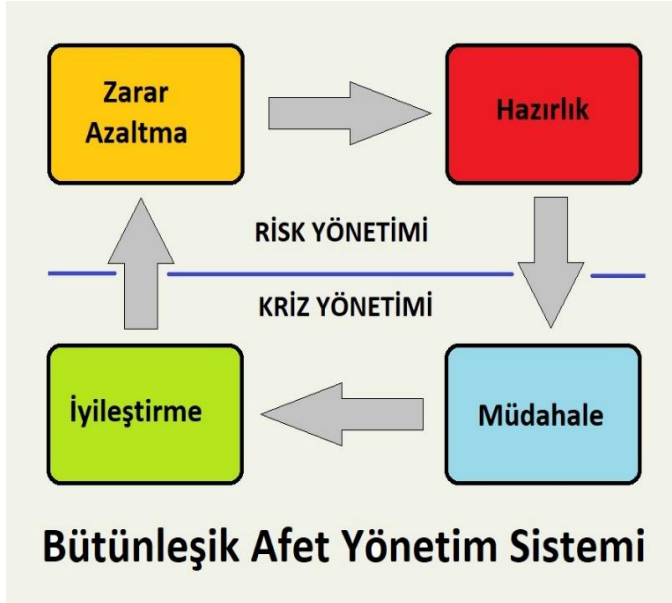 Zarar
Azaltma
Hazırlık
RİSK YÖNETİMİ
KRİZ YÖNETİMİ
İyileştirme
Müdahale
Bütünleşik Afet Yönetim Sistemi